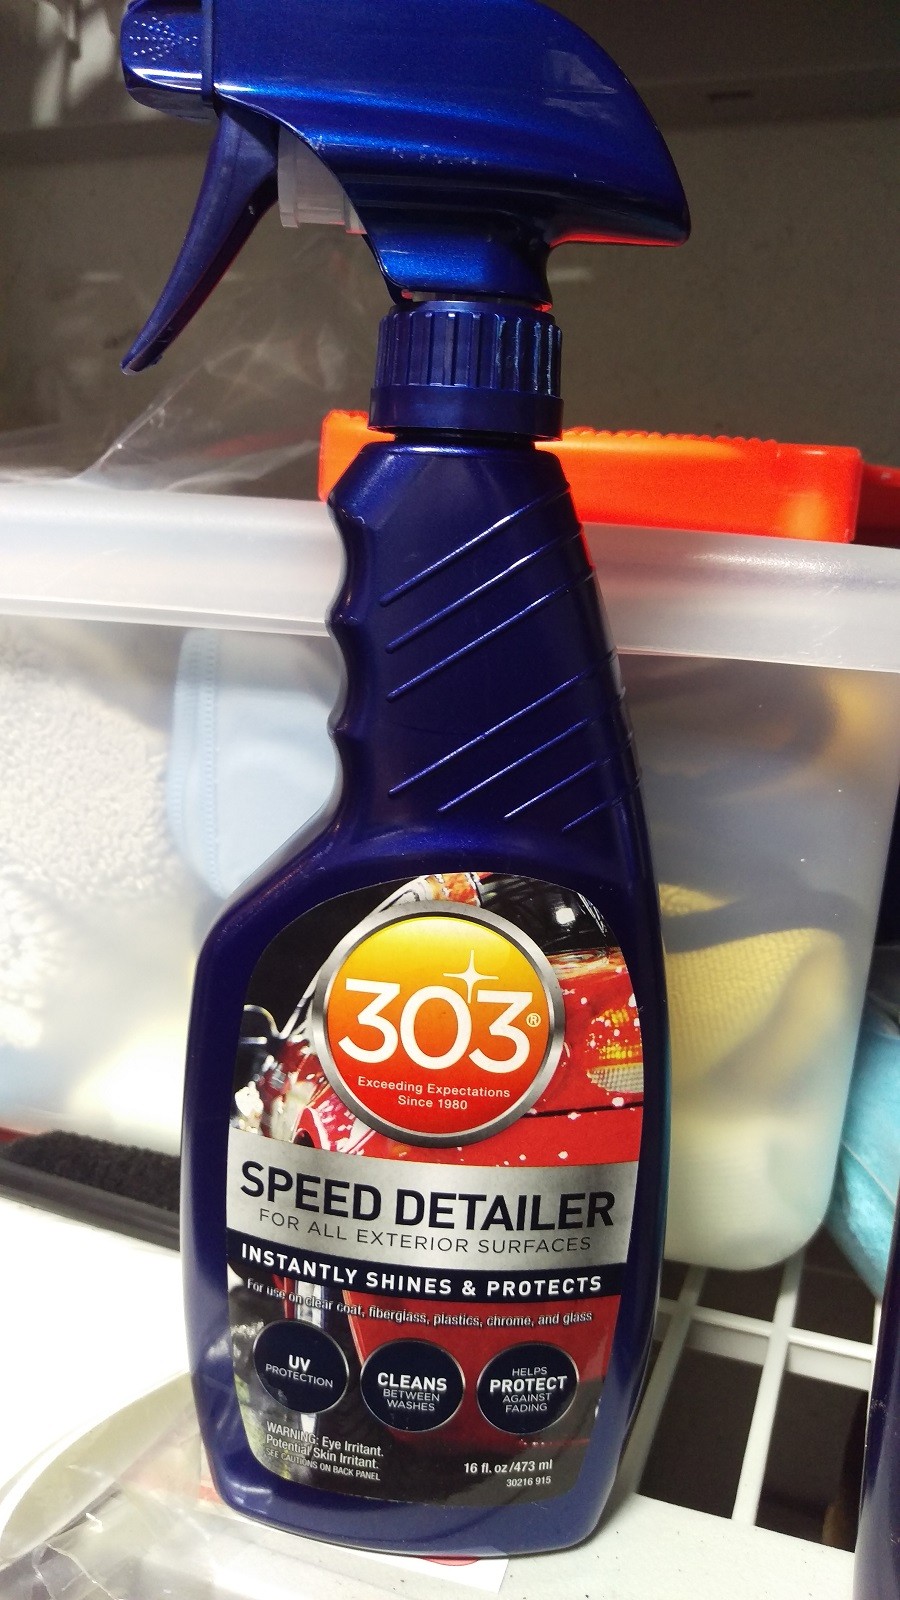 303®
Exceeding Expectations
Since 1980
SPEED DETAILER
FOR ALL EXTERIOR SURFACES
INSTANTLY SHINES & PROTECTS
For use on clear coat, fiberglass, plastics, chrome, and glass
UV
PROTECTION
CLEANS
BETWEEN
WASHES
HELPS
PROTECT
AGAINST
FADING
WARNING: Eye Irritant.
Potential Skin Irritant.
SEE CAUTIONS ON BACK PANEL
16 fl. oz/473 ml
30216 915